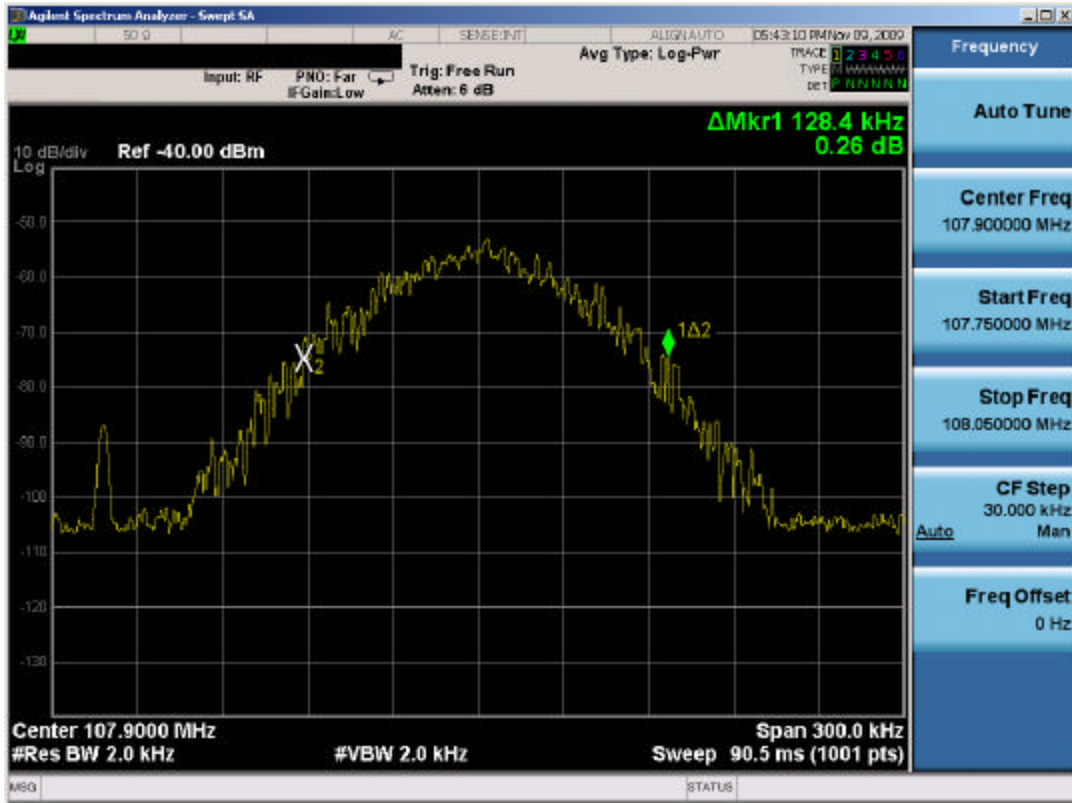 Agilent Spectrum Analyzer - Swept SA
LXI 50 Ω AC SENSE:INT ALIGN AUTO 05:43:10 PM Nov 09, 2009
Frequency
Input: RF PNO: Far Trig: Free Run Avg Type: Log-Pwr TRACE 1 2 3 4 5 6
IFGain:Low Atten: 6 dB TYPE M
DET P N N N N N
Auto Tune
ΔMkr1 128.4 kHz
0.26 dB
10 dB/div Ref -40.00 dBm
Log
-50.0
-60.0
-70.0
-80.0
-90.0
-100
-110
-120
-130
1Δ2
X2
Center Freq
107.900000 MHz
Start Freq
107.750000 MHz
Stop Freq
108.050000 MHz
CF Step
30.000 kHz
Auto Man
Freq Offset
0 Hz
Center 107.9000 MHz Span 300.0 kHz
#Res BW 2.0 kHz #VBW 2.0 kHz Sweep 90.5 ms (1001 pts)
MSG STATUS